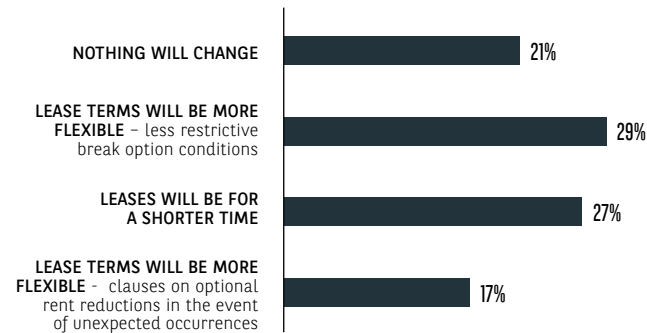 NOTHING WILL CHANGE
21%
LEASE TERMS WILL BE MORE
FLEXIBLE – less restrictive
break option conditions
29%
LEASES WILL BE FOR
A SHORTER TIME
27%
LEASE TERMS WILL BE MORE
FLEXIBLE - clauses on optional
rent reductions in the event
of unexpected occurrences
17%